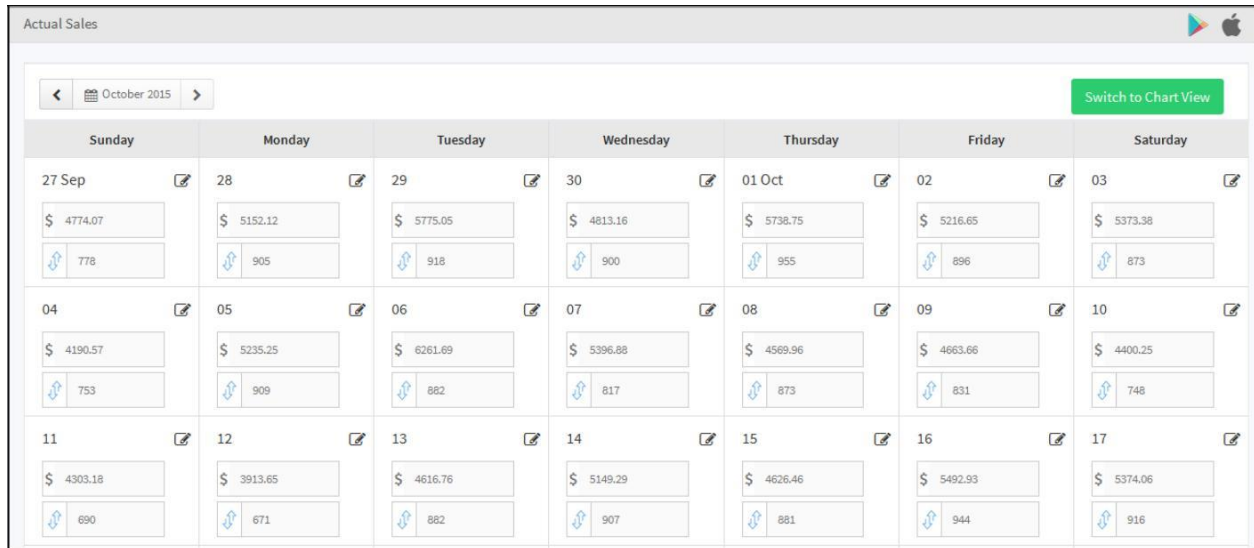 Actual Sales
October 2015
Switch to Chart View
Sunday Monday Tuesday Wednesday Thursday Friday Saturday
27 Sep 28 29 30 01 Oct 02 03
$ 4774.07 $ 5152.12 $ 5775.05 $ 4813.16 $ 5738.75 $ 5216.65 $ 5373.38
778 905 918 900 955 896 873
04 05 06 07 08 09 10
$ 4190.57 $ 5235.25 $ 6261.69 $ 5396.88 $ 4569.96 $ 4663.66 $ 4400.25
753 909 882 817 873 831 748
11 12 13 14 15 16 17
$ 4303.18 $ 3913.65 $ 4616.76 $ 5149.29 $ 4626.46 $ 5492.93 $ 5374.06
690 671 882 907 881 944 916